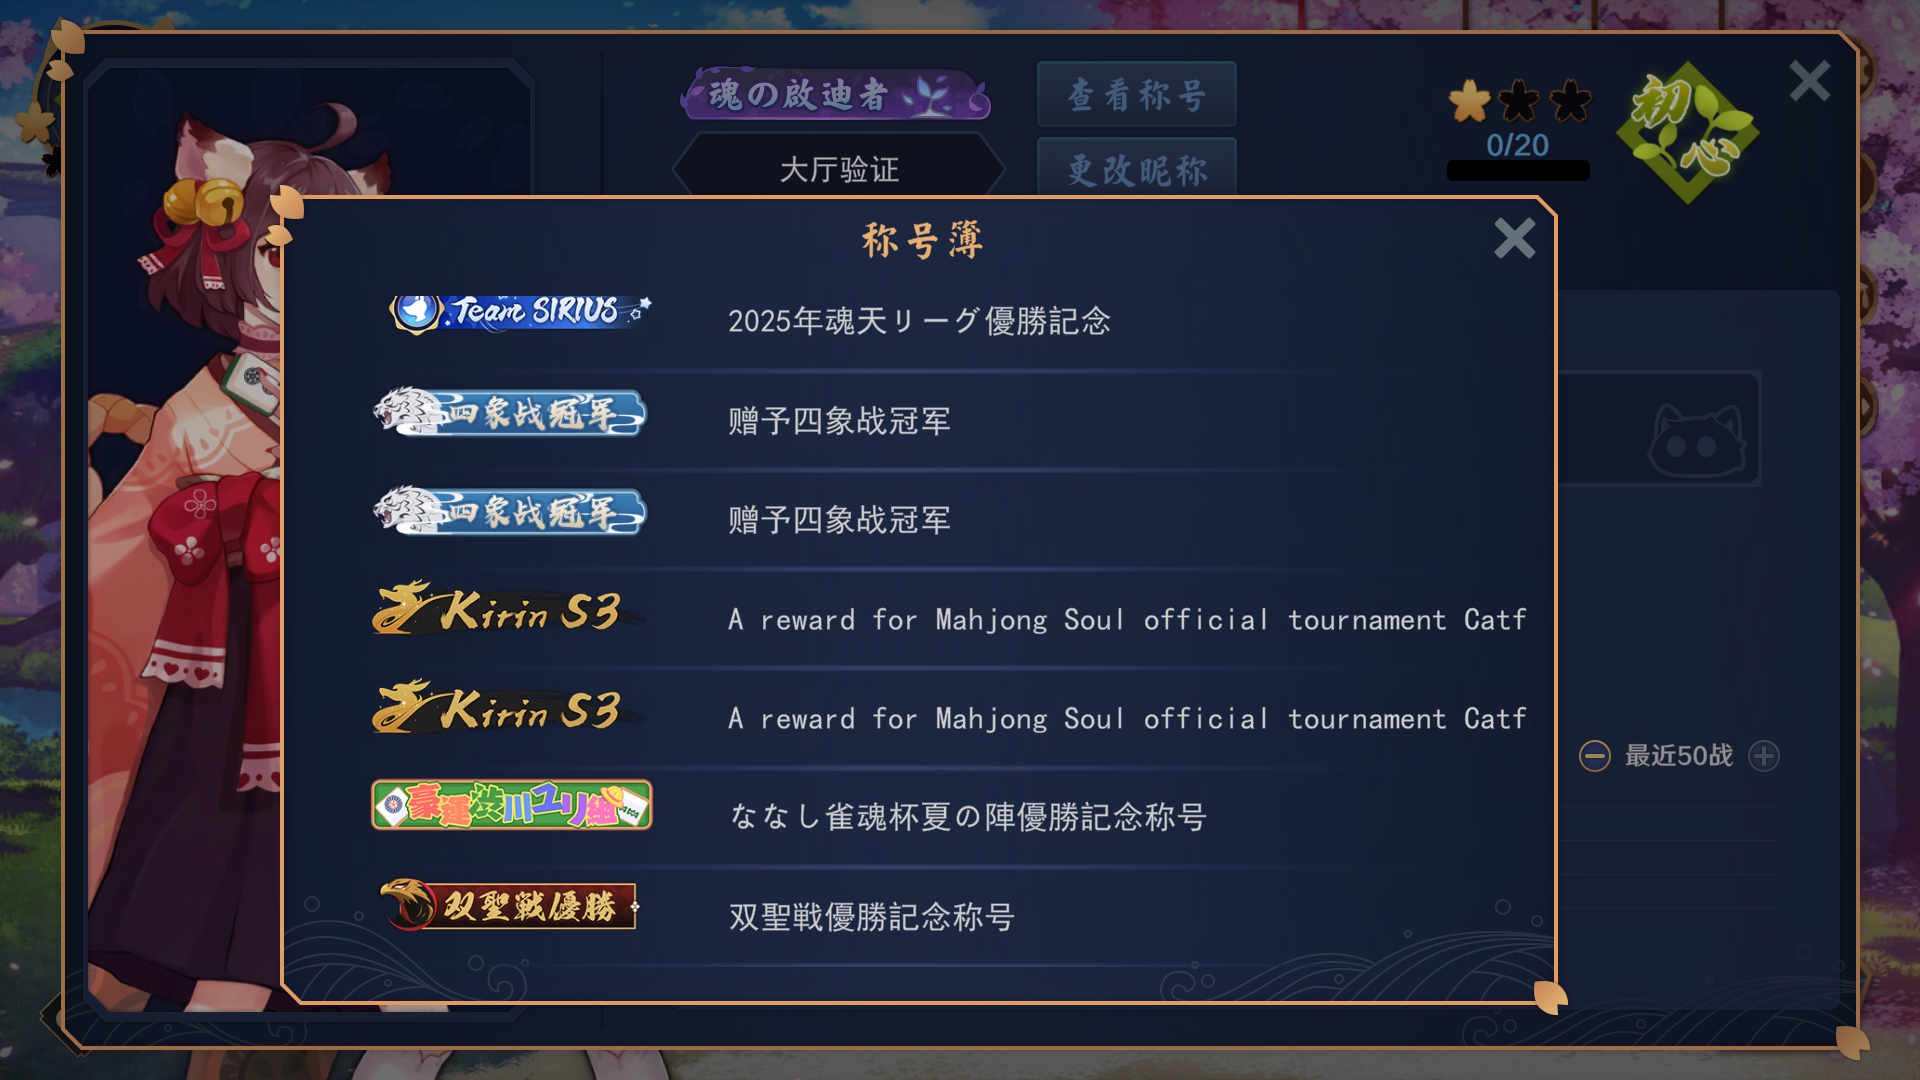 魂の啟迪者
查看称号
大厅验证
更改昵称
0/20
初心
称号簿
Team SIRIUS
2025年魂天リーグ優勝記念
四象战冠军
赠予四象战冠军
四象战冠军
赠予四象战冠军
Kirin S3
A reward for Mahjong Soul official tournament Catf
Kirin S3
A reward for Mahjong Soul official tournament Catf
豪運渋川ユリ組
ななし雀魂杯夏の陣優勝記念称号
双聖戦優勝
双聖戦優勝記念称号
最近50战